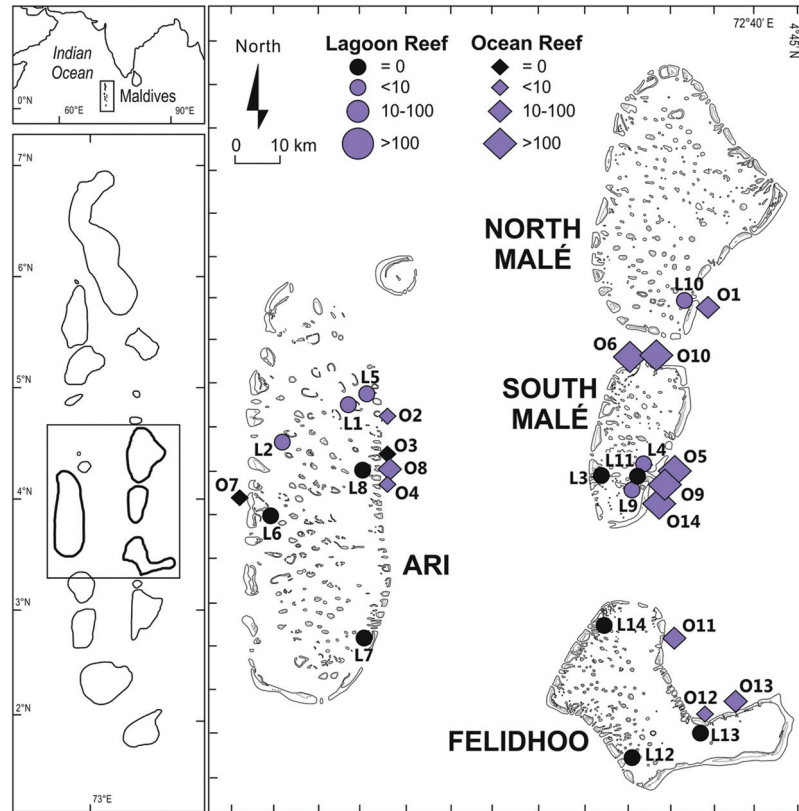 Indian
Ocean
Maldives
0°N
60°E
90°E
7°N
6°N
5°N
4°N
3°N
2°N
73°E
North
0 10 km
Lagoon Reef
= 0
<10
10-100
>100
Ocean Reef
= 0
<10
10-100
>100
72°40' E
4°45 N
NORTH
MALÉ
L10
O1
O6
O10
SOUTH
MALÉ
L11
L4
O5
L3
L9
O9
O14
L5
L1
O2
L2
O3
O8
L8
O4
O7
L6
ARI
L7
L14
O11
O12
O13
L13
FELIDHOO
L12